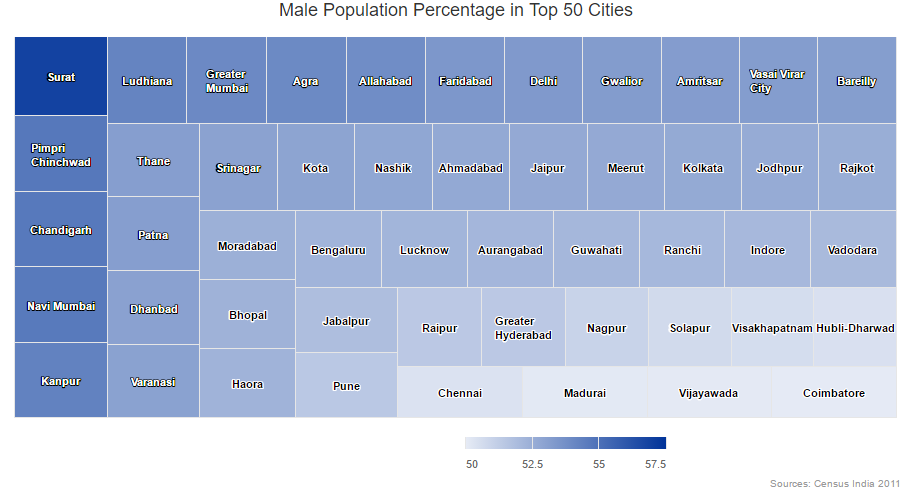 Male Population Percentage in Top 50 Cities
Surat
Ludhiana
Greater
Mumbai
Agra
Allahabad
Faridabad
Delhi
Gwalior
Amritsar
Vasai Virar
City
Bareilly
Pimpri
Chinchwad
Thane
Srinagar
Kota
Nashik
Ahmadabad
Jaipur
Meerut
Kolkata
Jodhpur
Rajkot
Chandigarh
Patna
Moradabad
Bengaluru
Lucknow
Aurangabad
Guwahati
Ranchi
Indore
Vadodara
Navi Mumbai
Dhanbad
Bhopal
Jabalpur
Raipur
Greater
Hyderabad
Nagpur
Solapur
Visakhapatnam
Hubli-Dharwad
Kanpur
Varanasi
Haora
Pune
Chennai
Madurai
Vijayawada
Coimbatore
50 52.5 55 57.5
Sources: Census India 2011